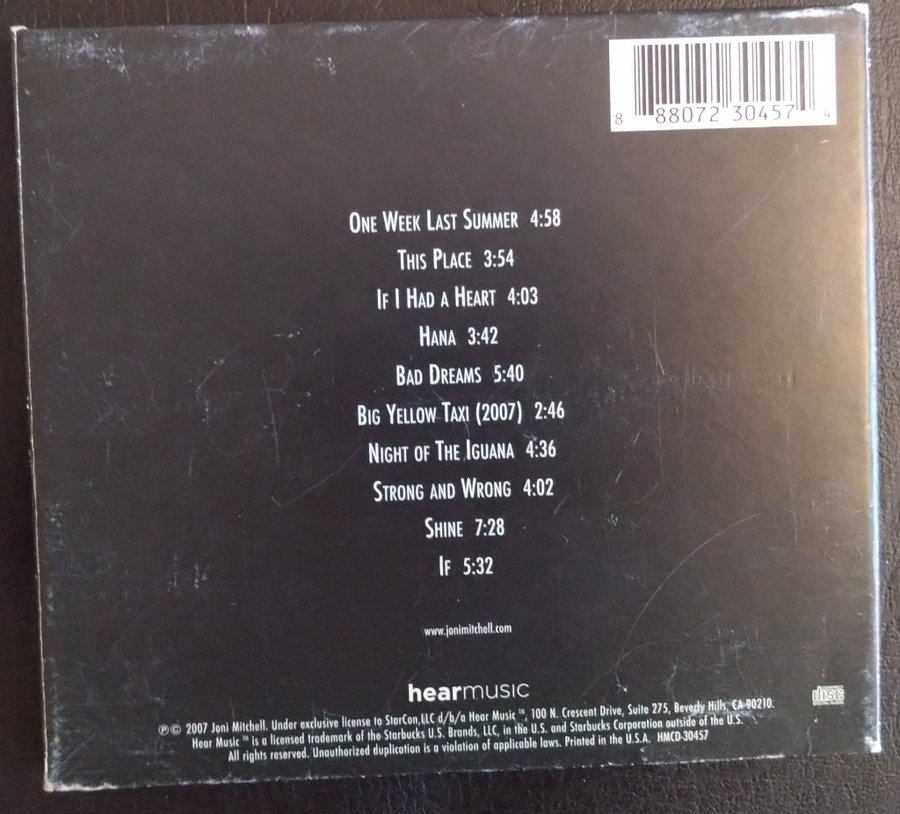 8 88072 30457 4
One Week Last Summer 4:58
This Place 3:54
If I Had a Heart 4:03
Hana 3:42
Bad Dreams 5:40
Big Yellow Taxi (2007) 2:46
Night of The Iguana 4:36
Strong and Wrong 4:02
Shine 7:28
If 5:32
www.jonimitchell.com
hearmusic
℗© 2007 Joni Mitchell. Under exclusive license to StarCon,LLC d/b/a Hear Music™, 100 N. Crescent Drive, Suite 275, Beverly Hills, CA 90210.
Hear Music™ is a licensed trademark of the Starbucks U.S. Brands, LLC, in the U.S. and Starbucks Corporation outside of the U.S.
All rights reserved. Unauthorized duplication is a violation of applicable laws. Printed in the U.S.A. HMCD-30457
disc